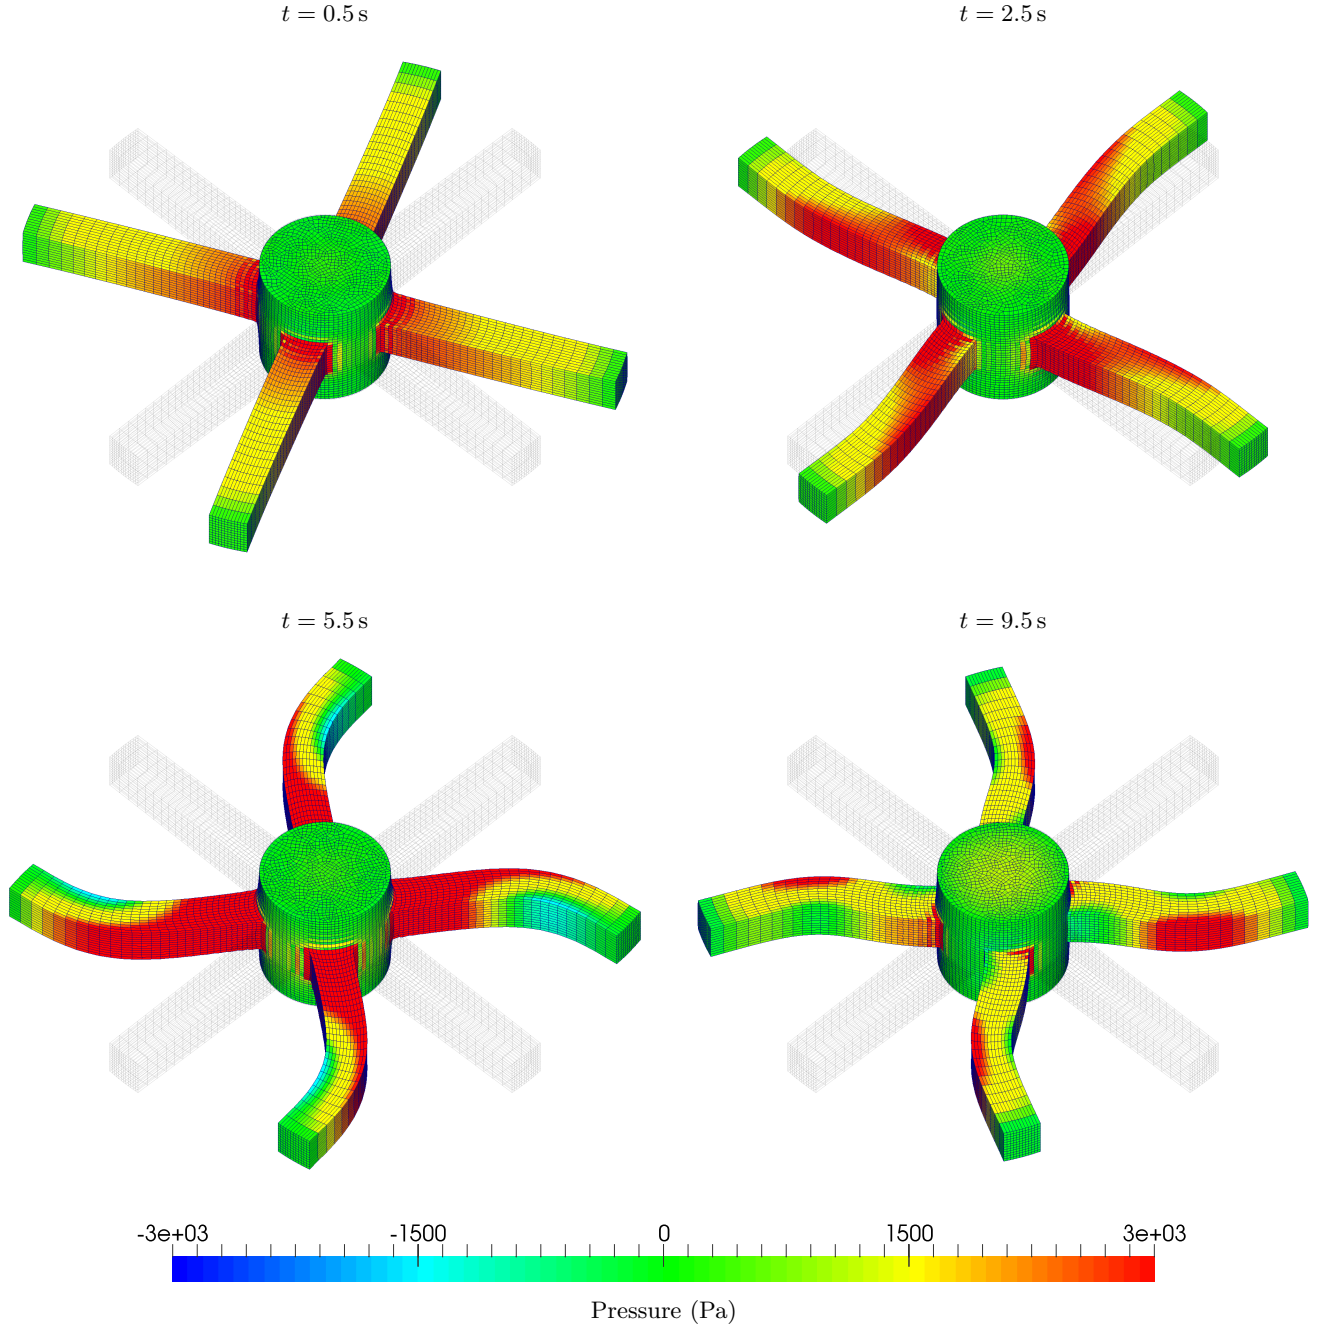 t = 0.5 s
t = 2.5 s
t = 5.5 s
t = 9.5 s
-3e+03 -1500 0 1500 3e+03
Pressure (Pa)